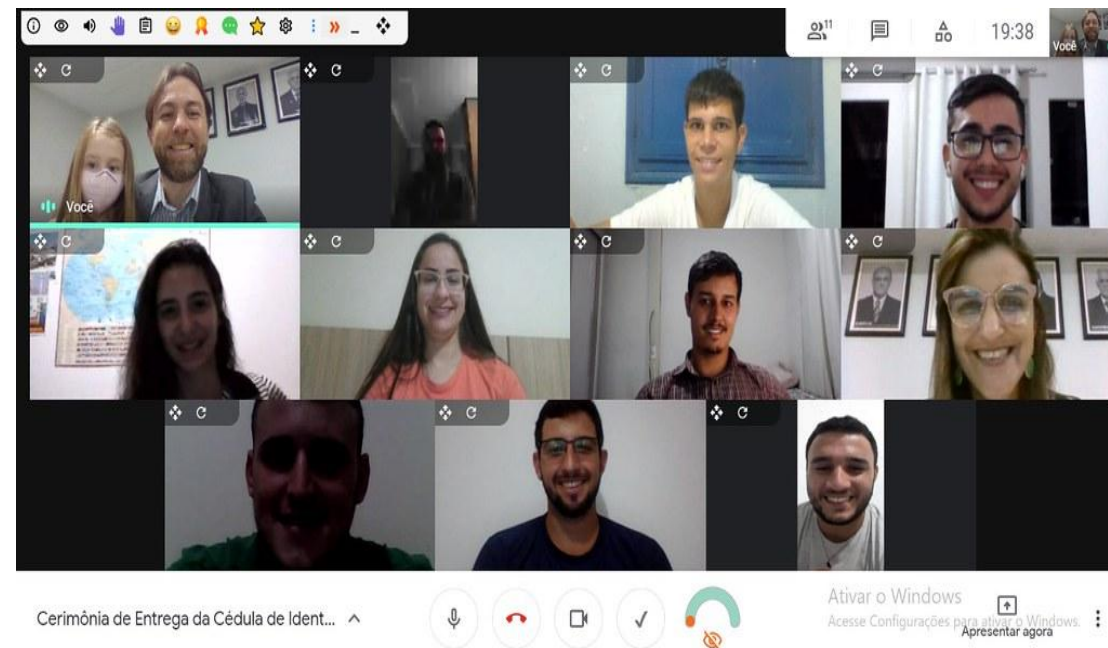 11
19:38
Você
Você
Cerimônia de Entrega da Cédula de Ident...
Ativar o Windows
Acesse Configurações para ativar o Windows.
Apresentar agora